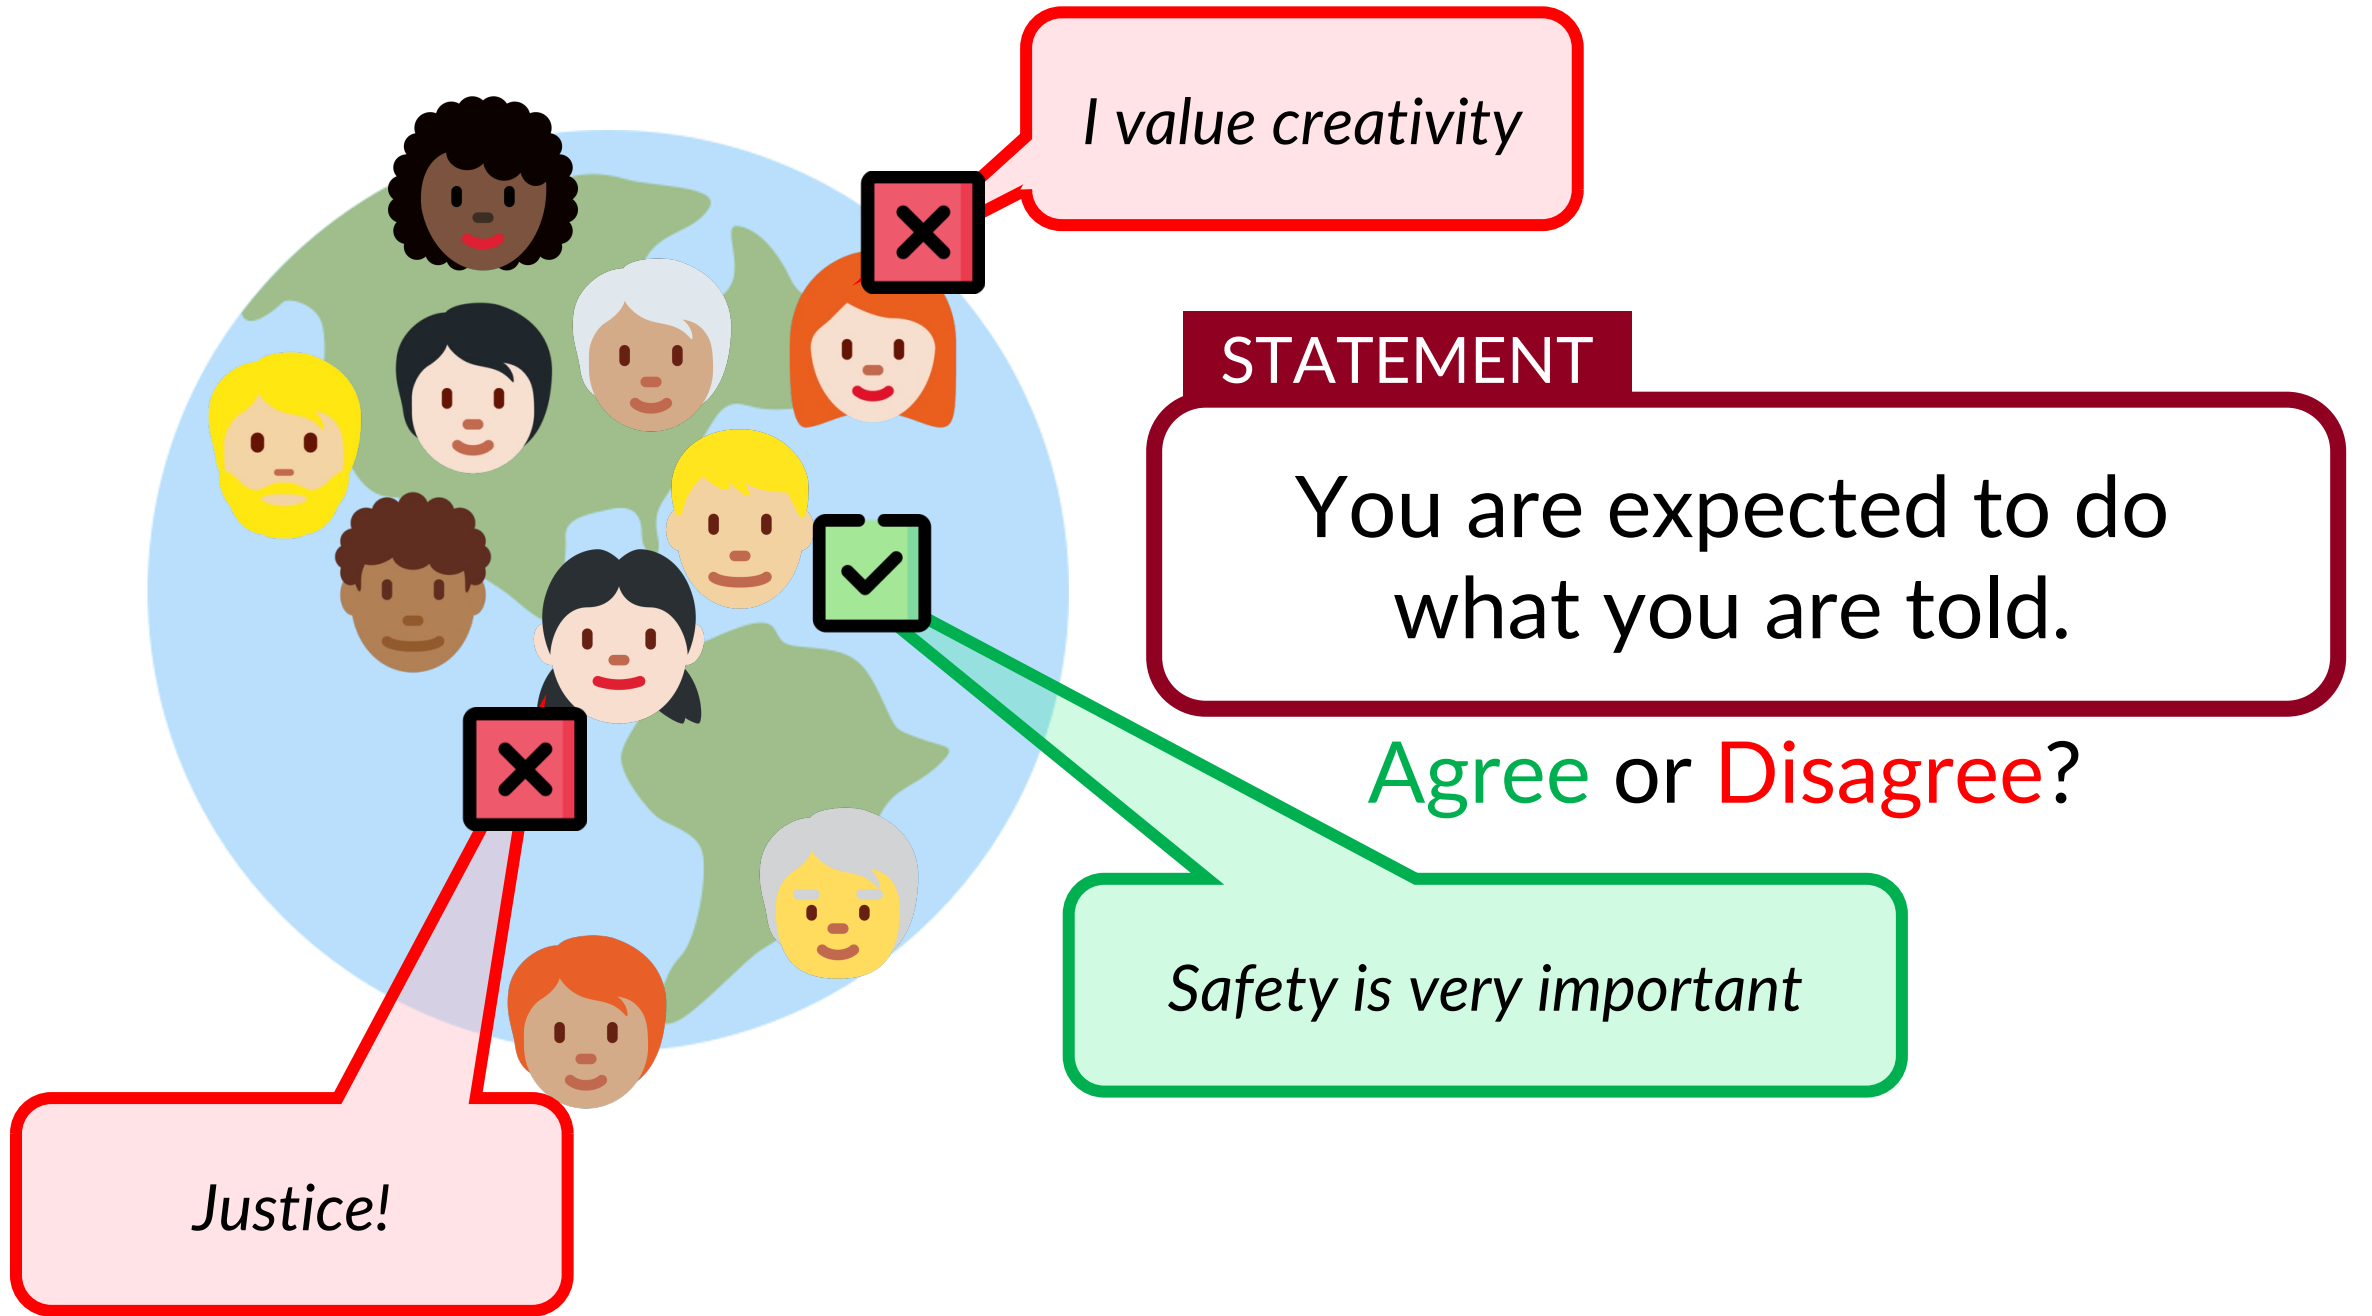 I value creativity
STATEMENT
You are expected to do
what you are told.
Agree or Disagree?
Safety is very important
Justice!